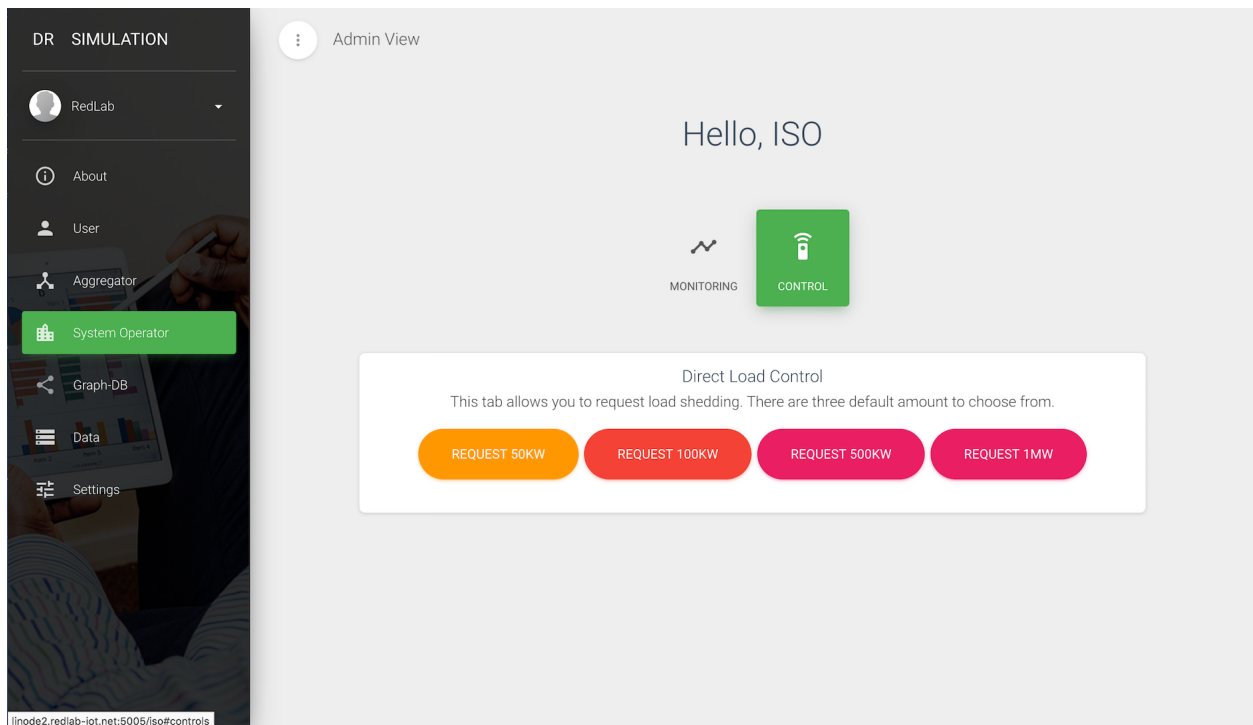 DR SIMULATION
Admin View
RedLab
Hello, ISO
About
User
Aggregator
System Operator
Graph-DB
Data
Settings
MONITORING
CONTROL
Direct Load Control
This tab allows you to request load shedding. There are three default amount to choose from.
REQUEST 50KW
REQUEST 100KW
REQUEST 500KW
REQUEST 1MW
linode2.redlab-iot.net:5005/iso#controls